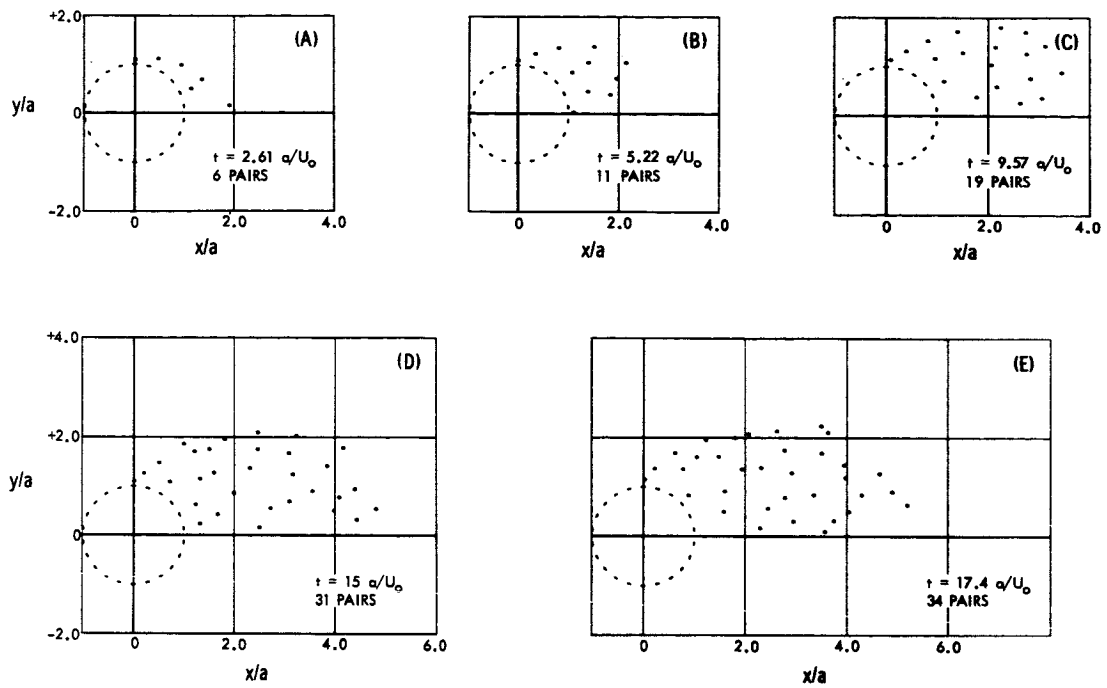 +2.0
(A)
y/a
0
t = 2.61 a/U₀
6 PAIRS
-2.0
0
2.0
4.0
x/a
(B)
t = 5.22 a/U₀
11 PAIRS
0
2.0
4.0
x/a
(C)
t = 9.57 a/U₀
19 PAIRS
0
2.0
4.0
x/a
+4.0
(D)
+2.0
y/a
0
t = 15 a/U₀
31 PAIRS
-2.0
0
2.0
4.0
6.0
x/a
(E)
t = 17.4 a/U₀
34 PAIRS
0
2.0
4.0
6.0
x/a